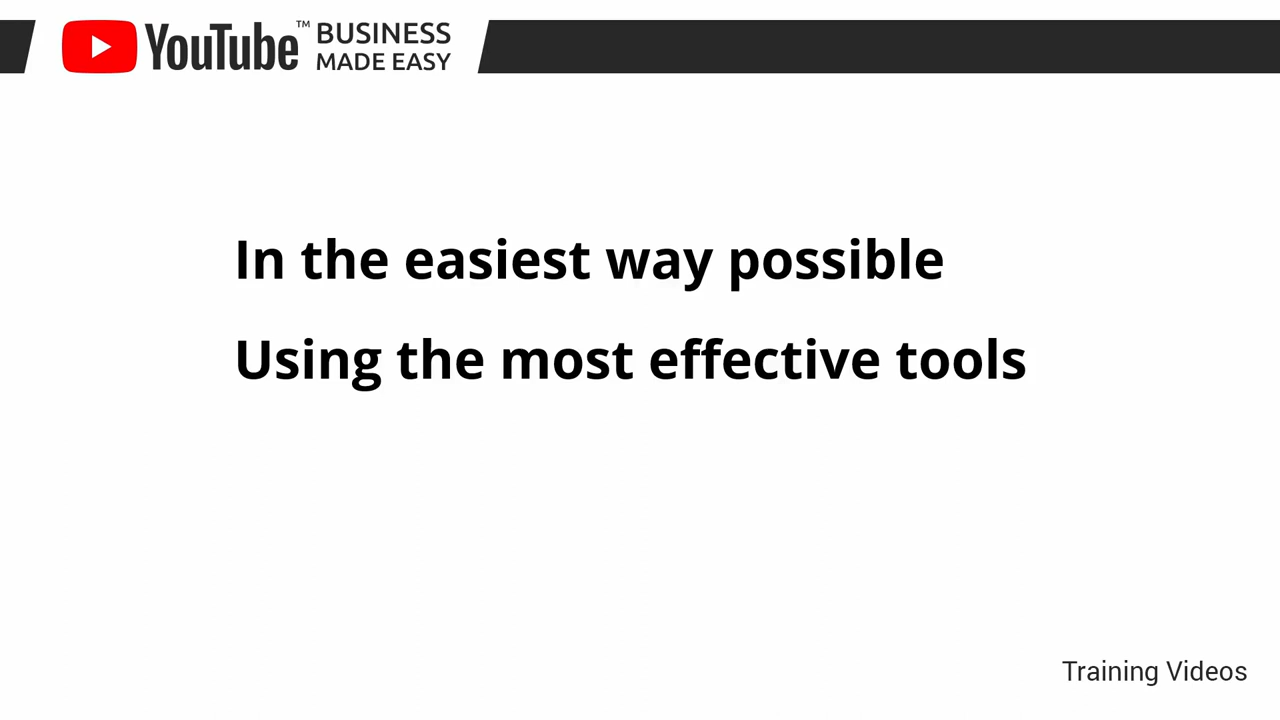 YouTube™ BUSINESS
MADE EASY
In the easiest way possible
Using the most effective tools
Training Videos